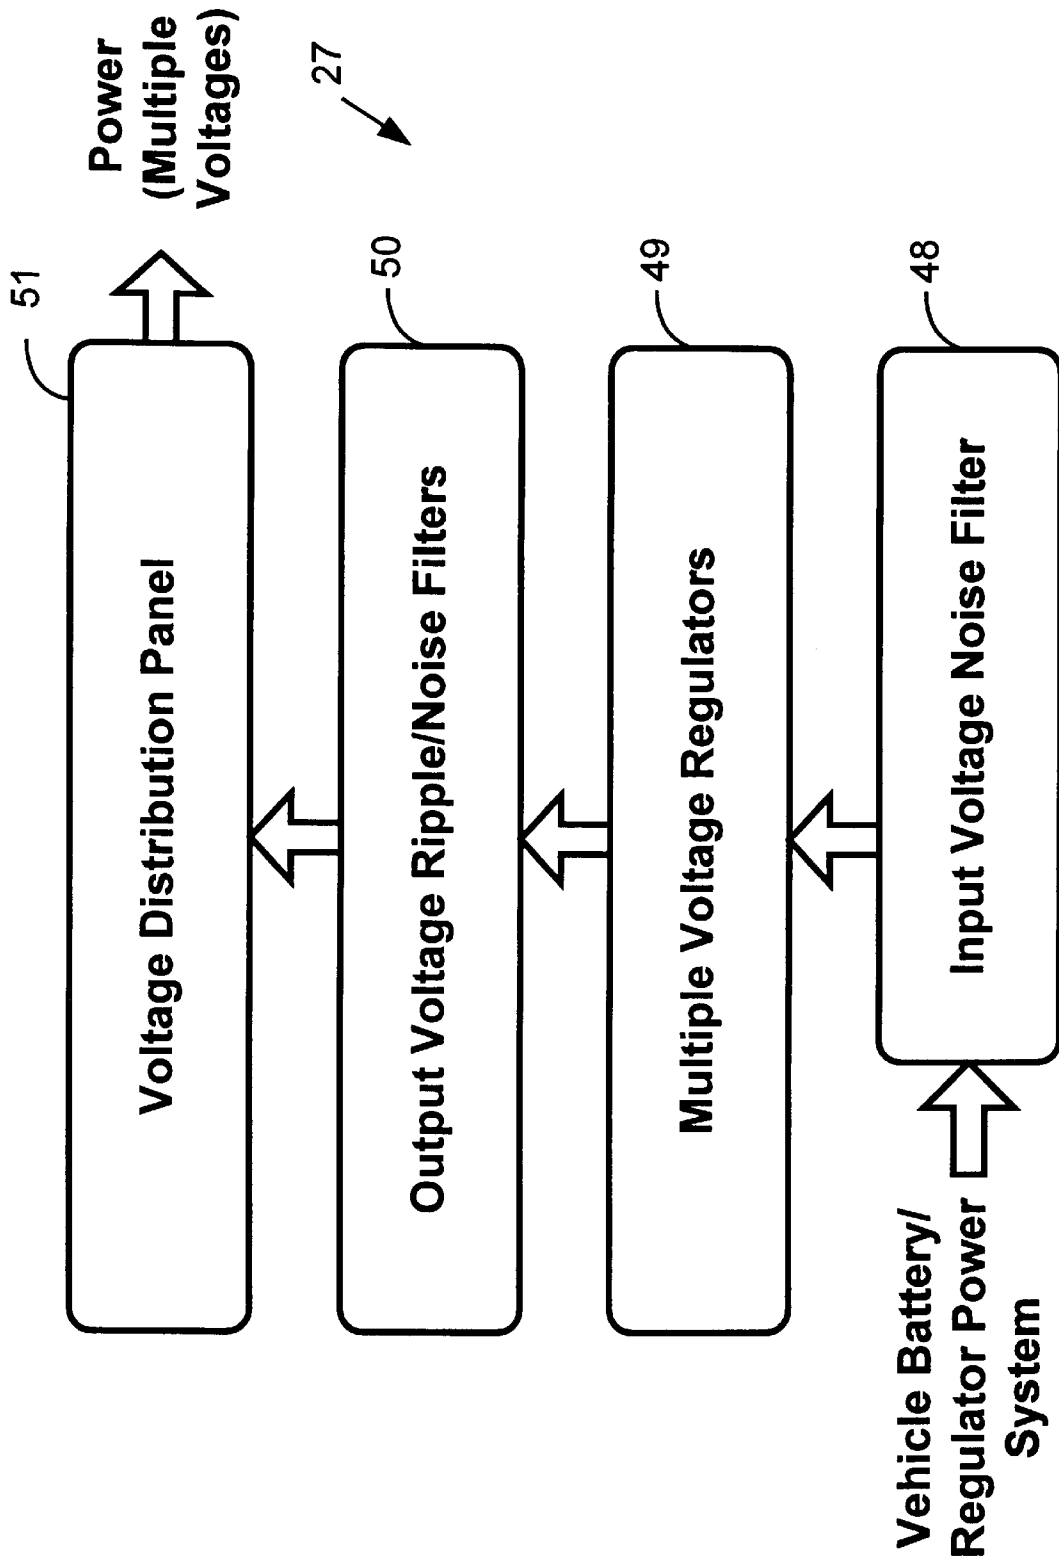 51
Voltage Distribution Panel
Power
(Multiple
Voltages)
27
50
Output Voltage Ripple/Noise Filters
49
Multiple Voltage Regulators
48
Input Voltage Noise Filter
Vehicle Battery/
Regulator Power
System